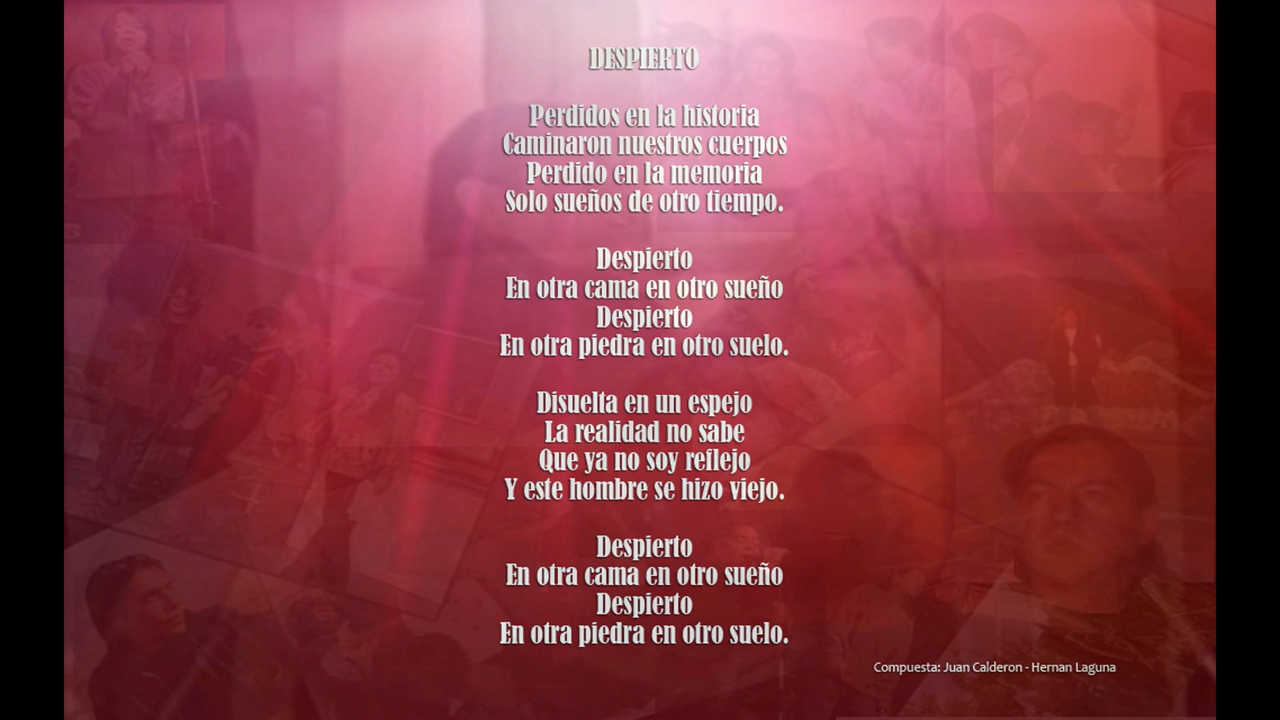 DESPIERTO
Perdidos en la historia
Caminaron nuestros cuerpos
Perdido en la memoria
Solo sueños de otro tiempo.
Despierto
En otra cama en otro sueño
Despierto
En otra piedra en otro suelo.
Disuelta en un espejo
La realidad no sabe
Que ya no soy reflejo
Y este hombre se hizo viejo.
Despierto
En otra cama en otro sueño
Despierto
En otra piedra en otro suelo.
Compuesta: Juan Calderon - Hernan Laguna